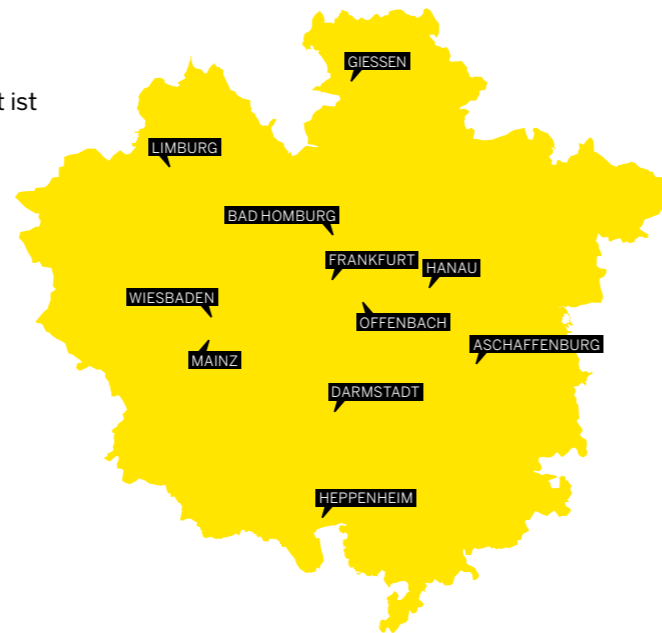 GIESSEN
t ist
LIMBURG
BAD HOMBURG
FRANKFURT
HANAU
WIESBADEN
OFFENBACH
ASCHAFFENBURG
MAINZ
DARMSTADT
HEPPENHEIM